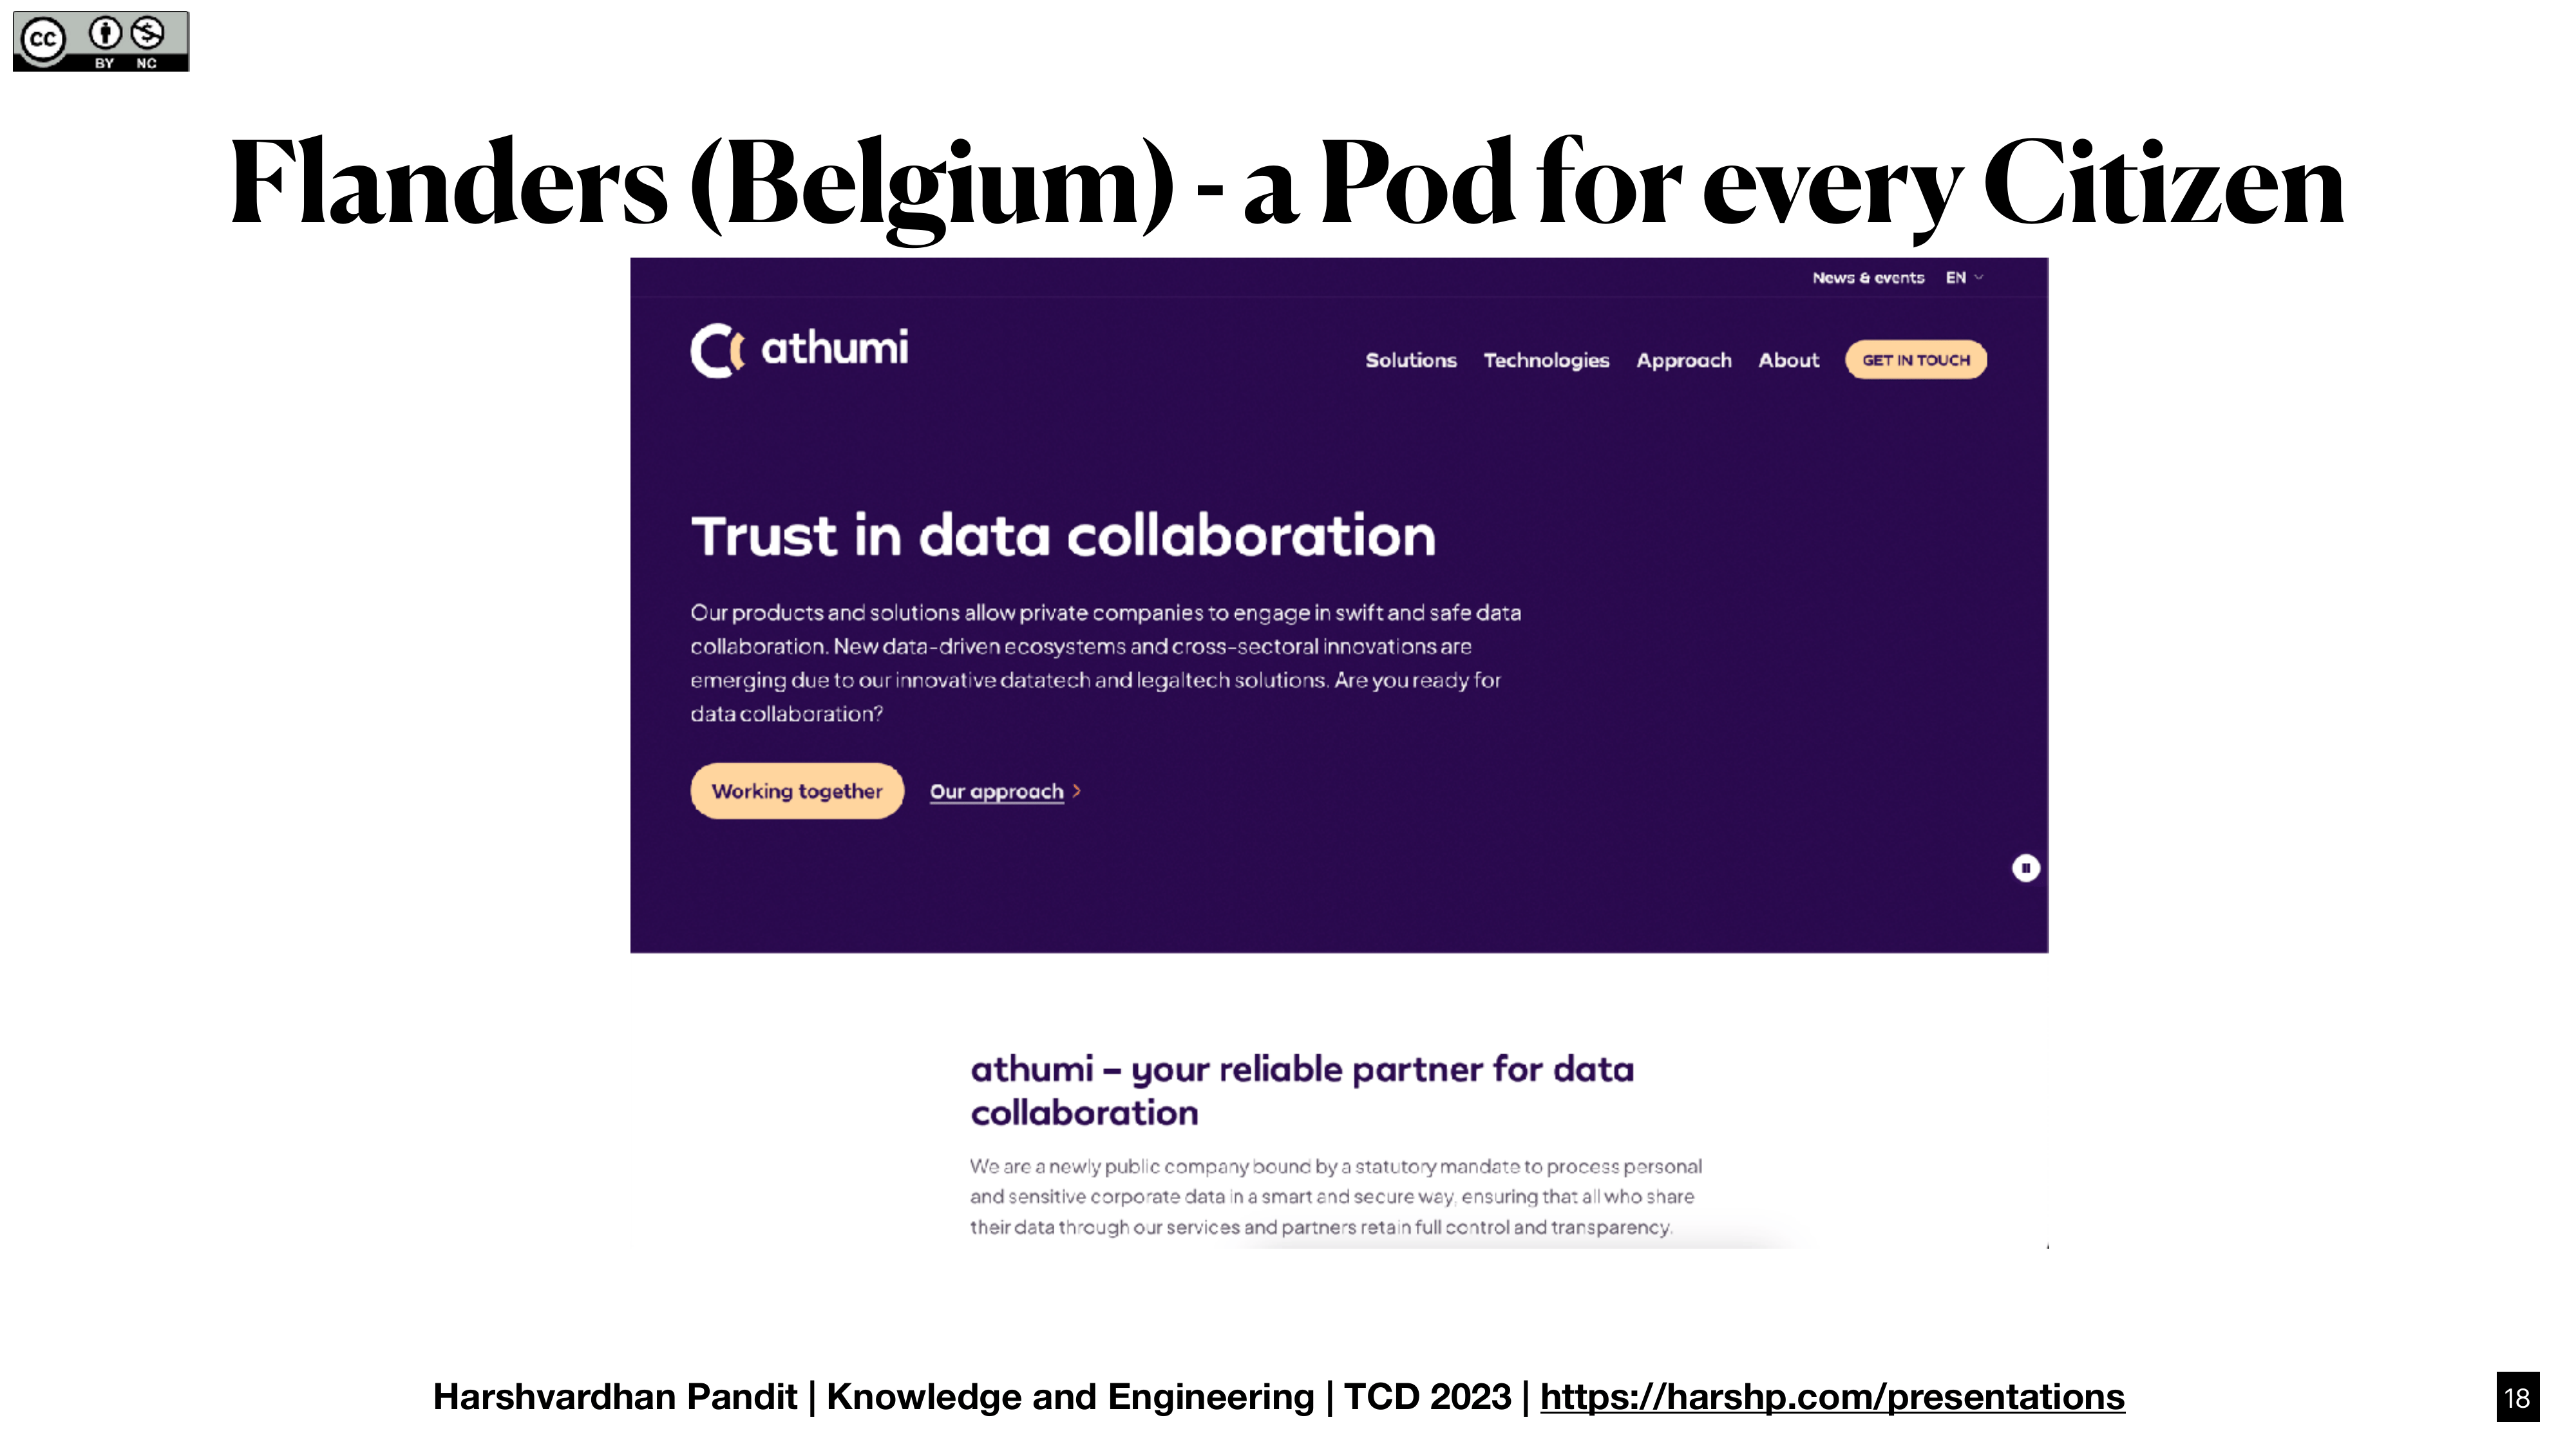 CC BY NC
Flanders (Belgium) - a Pod for every Citizen
News & events EN
athumi
Solutions Technologies Approach About GET IN TOUCH
Trust in data collaboration
Our products and solutions allow private companies to engage in swift and safe data
collaboration. New data-driven ecosystems and cross-sectoral innovations are
emerging due to our innovative datatech and legaltech solutions. Are you ready for
data collaboration?
Working together Our approach
athumi – your reliable partner for data
collaboration
We are a newly public company bound by a statutory mandate to process personal
and sensitive corporate data in a smart and secure way, ensuring that all who share
their data through our services and partners retain full control and transparency.
Harshvardhan Pandit | Knowledge and Engineering | TCD 2023 | https://harshp.com/presentations
18